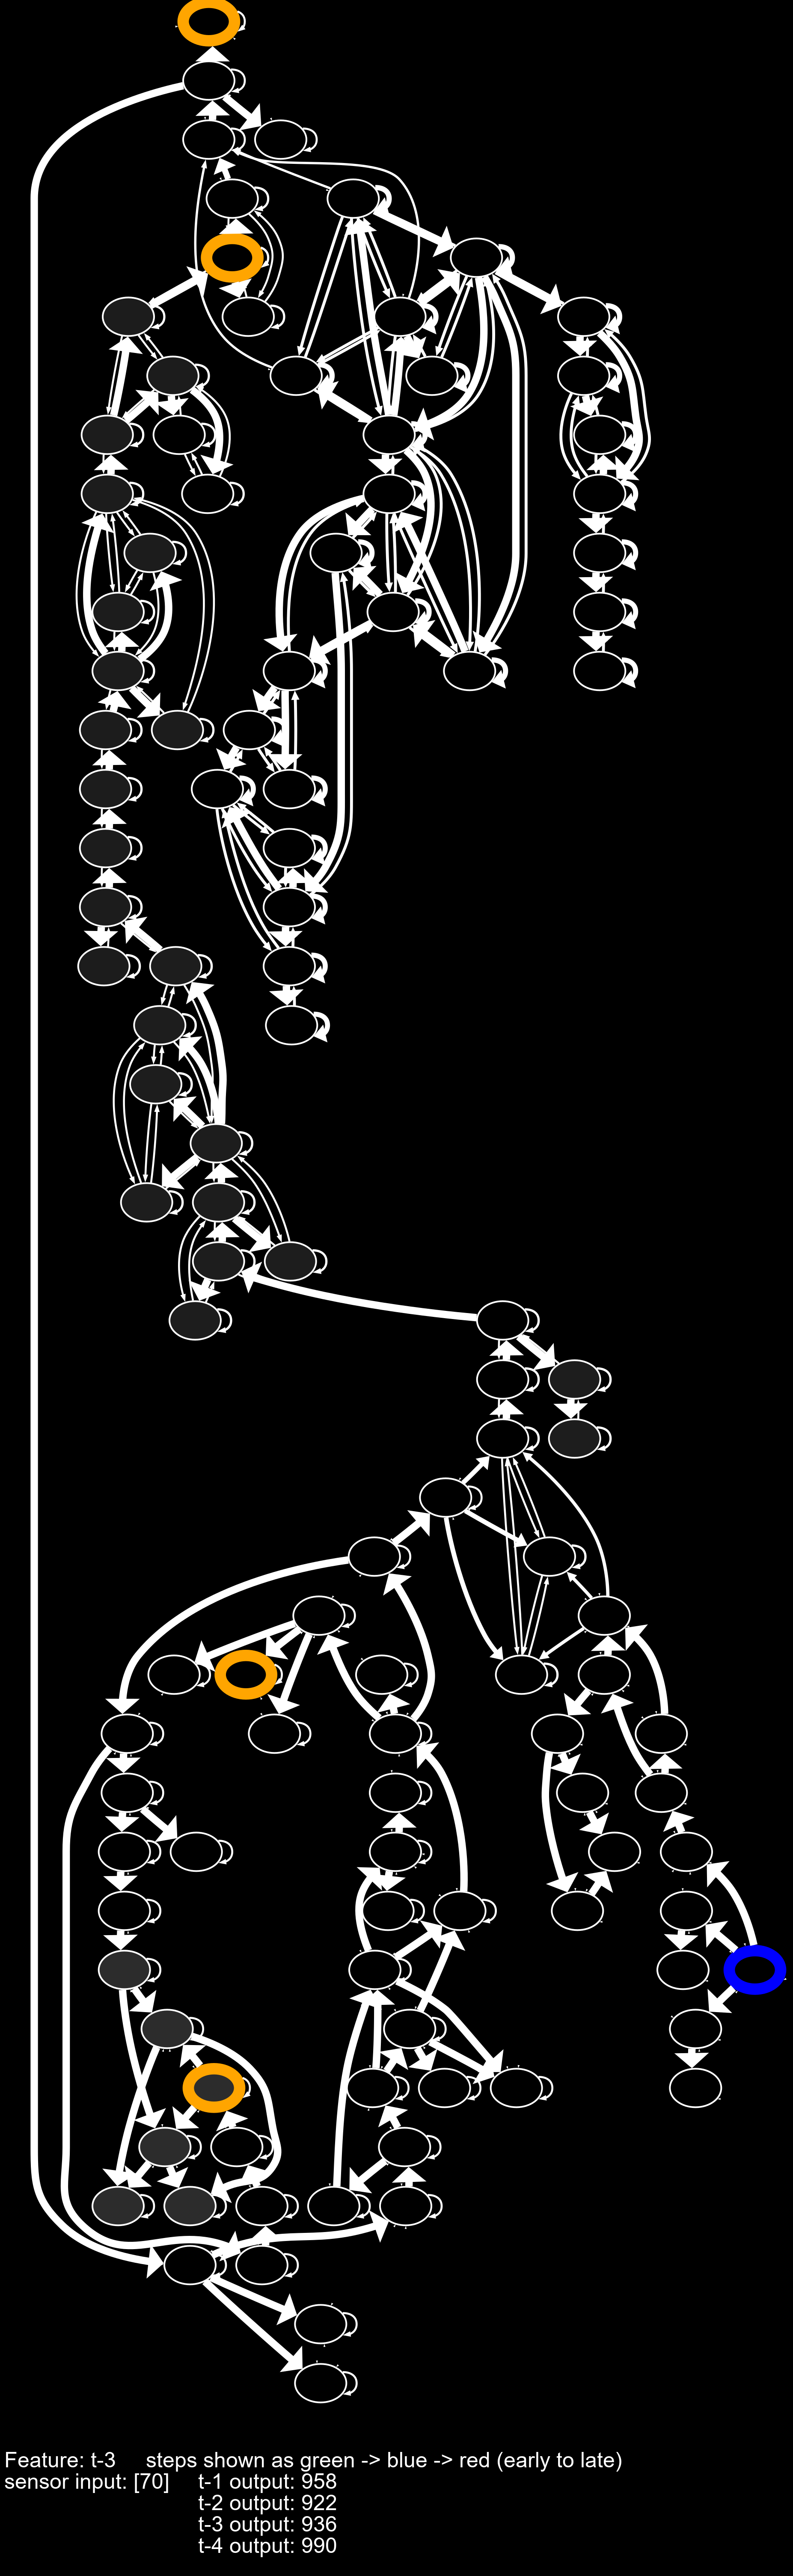 Feature: t-3 steps shown as green -> blue -> red (early to late)
sensor input: [70] t-1 output: 958
t-2 output: 922
t-3 output: 936
t-4 output: 990